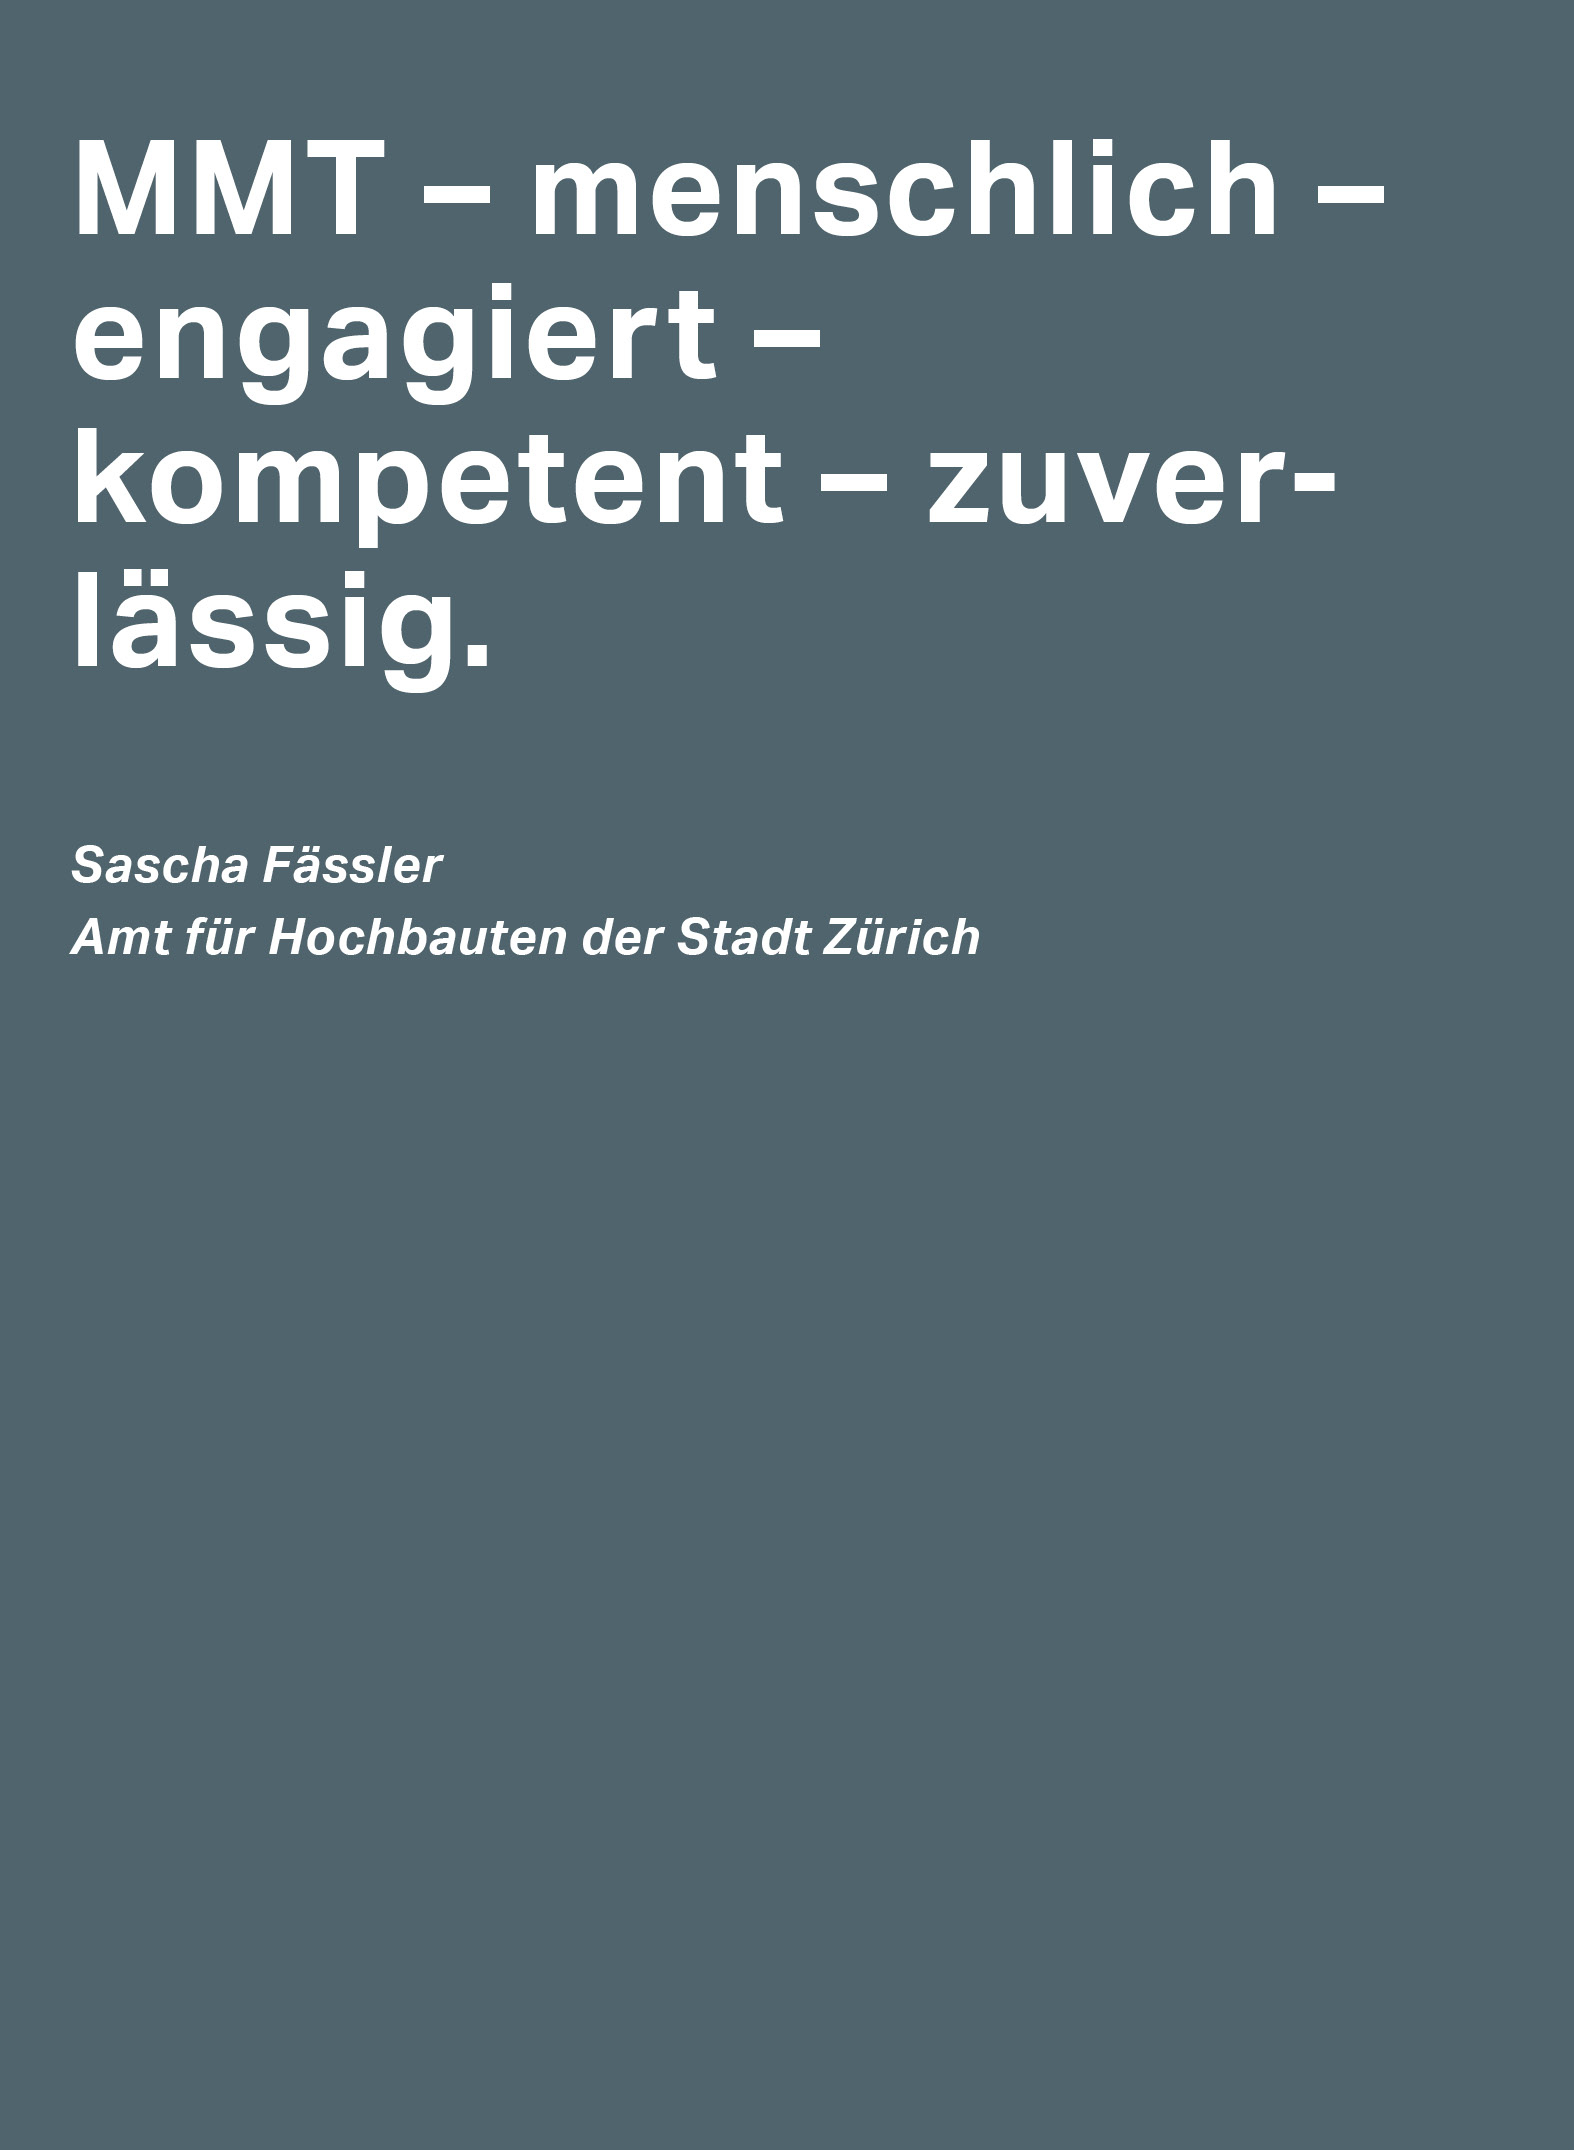 MMT – menschlich –
engagiert –
kompetent – zuver-
lässig.
Sascha Fässler
Amt für Hochbauten der Stadt Zürich